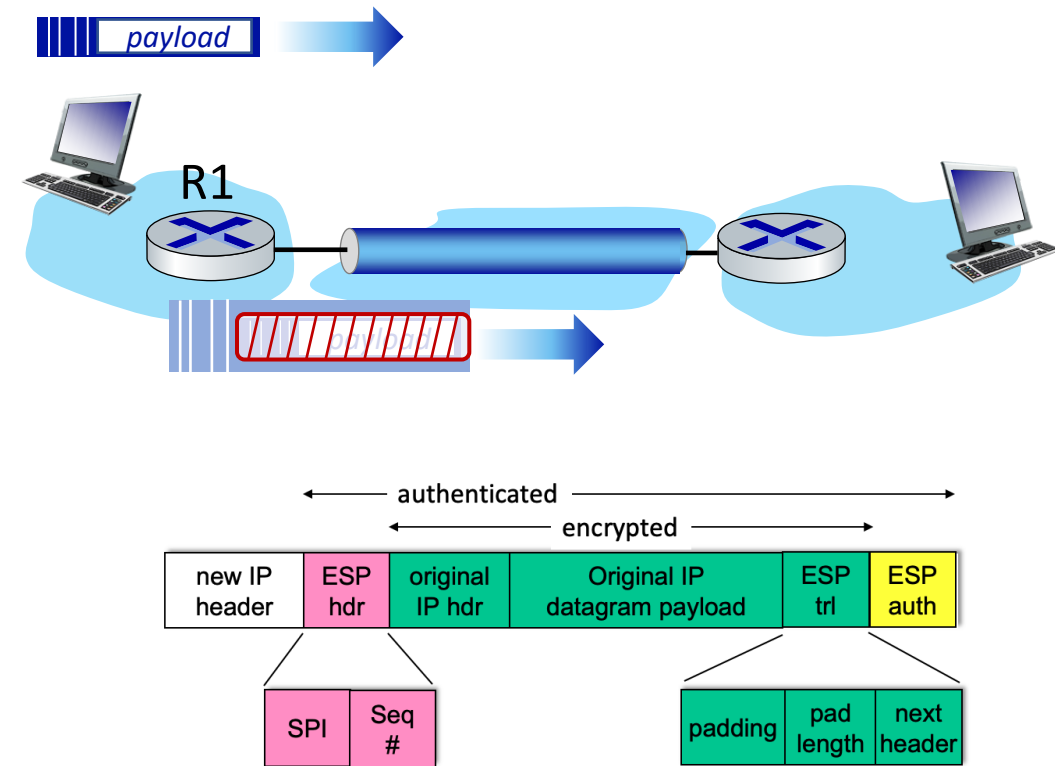 payload
R1
payload
authenticated
encrypted
new IP
header
ESP
hdr
original
IP hdr
Original IP
datagram payload
ESP
trl
ESP
auth
SPI
Seq
#
padding
pad
length
next
header